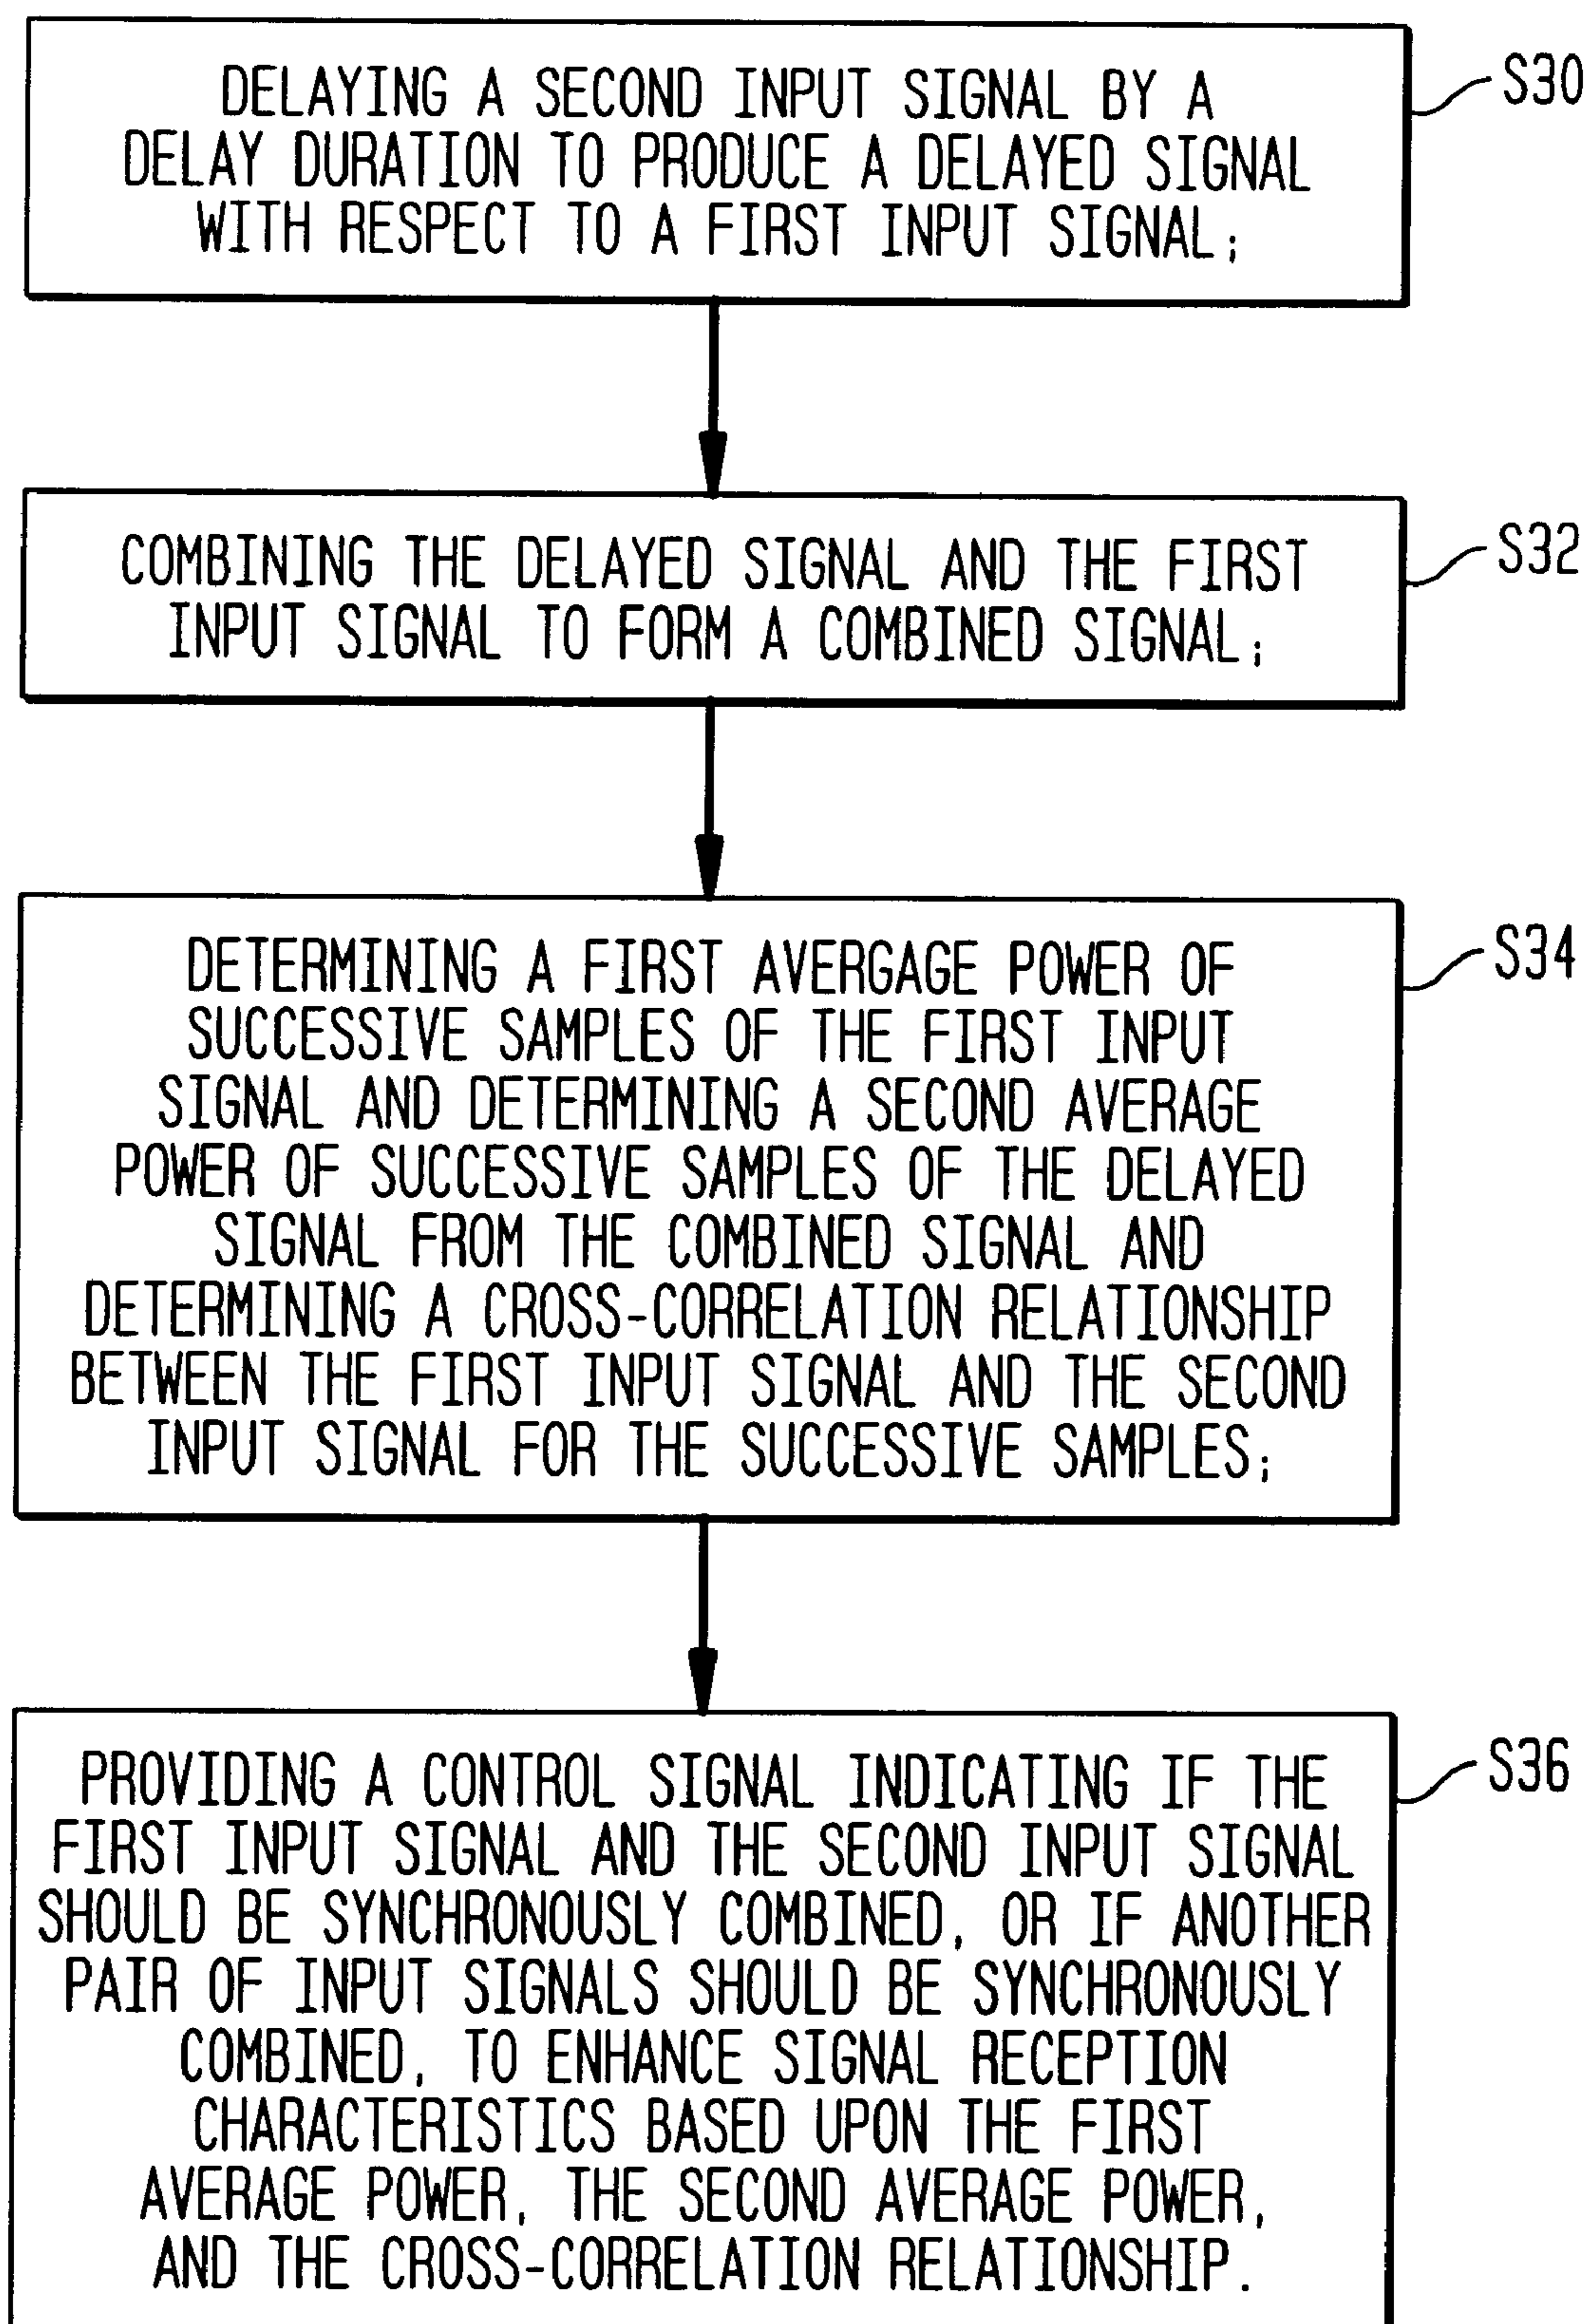 DELAYING A SECOND INPUT SIGNAL BY A
DELAY DURATION TO PRODUCE A DELAYED SIGNAL
WITH RESPECT TO A FIRST INPUT SIGNAL;
S30
COMBINING THE DELAYED SIGNAL AND THE FIRST
INPUT SIGNAL TO FORM A COMBINED SIGNAL;
S32
DETERMINING A FIRST AVERGAGE POWER OF
SUCCESSIVE SAMPLES OF THE FIRST INPUT
SIGNAL AND DETERMINING A SECOND AVERAGE
POWER OF SUCCESSIVE SAMPLES OF THE DELAYED
SIGNAL FROM THE COMBINED SIGNAL AND
DETERMINING A CROSS-CORRELATION RELATIONSHIP
BETWEEN THE FIRST INPUT SIGNAL AND THE SECOND
INPUT SIGNAL FOR THE SUCCESSIVE SAMPLES;
S34
PROVIDING A CONTROL SIGNAL INDICATING IF THE
FIRST INPUT SIGNAL AND THE SECOND INPUT SIGNAL
SHOULD BE SYNCHRONOUSLY COMBINED, OR IF ANOTHER
PAIR OF INPUT SIGNALS SHOULD BE SYNCHRONOUSLY
COMBINED, TO ENHANCE SIGNAL RECEPTION
CHARACTERISTICS BASED UPON THE FIRST
AVERAGE POWER, THE SECOND AVERAGE POWER,
AND THE CROSS-CORRELATION RELATIONSHIP.
S36